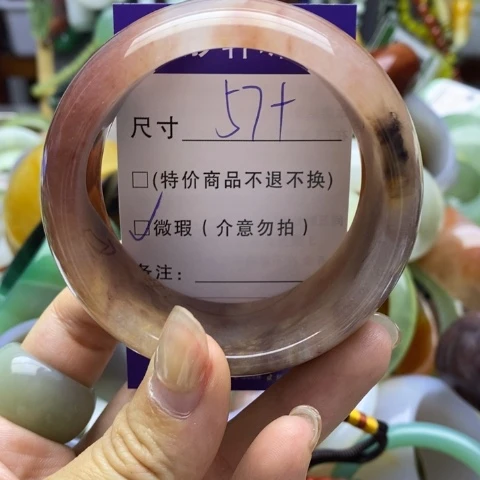 尺寸 57+
□(特价商品不退不换)
☑微瑕(介意勿拍)
备注: